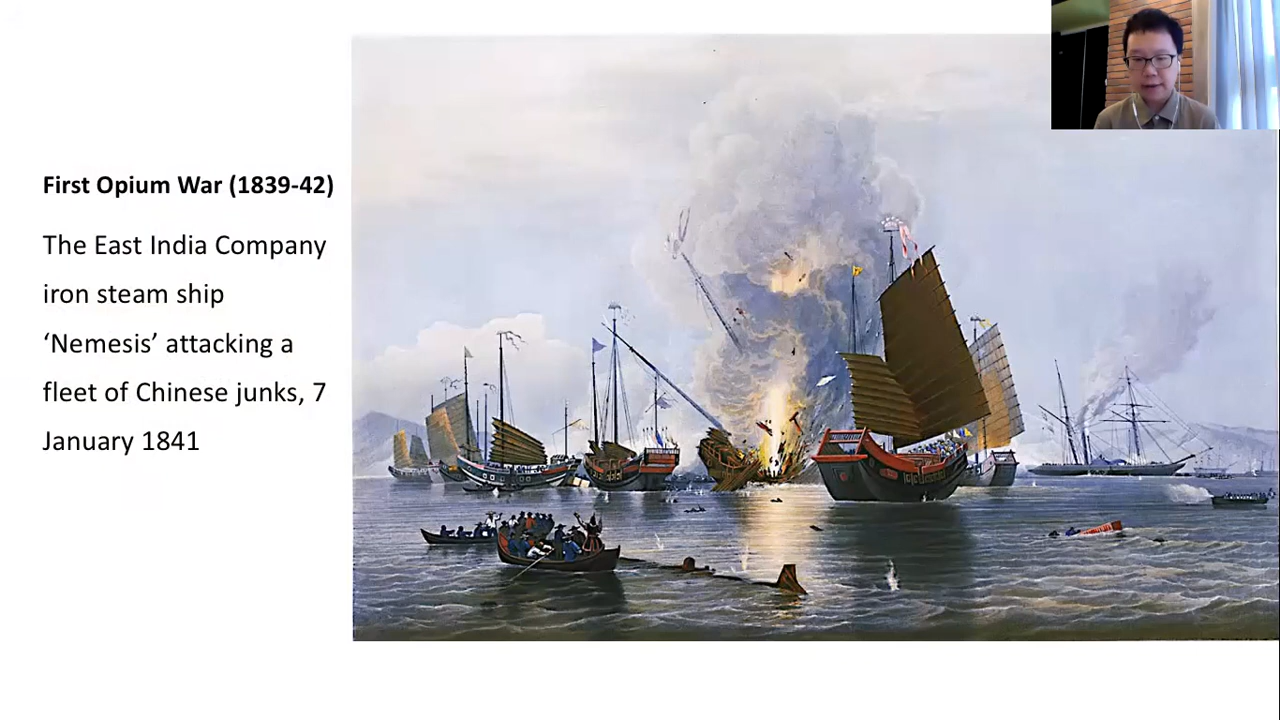 First Opium War (1839-42)
The East India Company
iron steam ship
‘Nemesis’ attacking a
fleet of Chinese junks, 7
January 1841